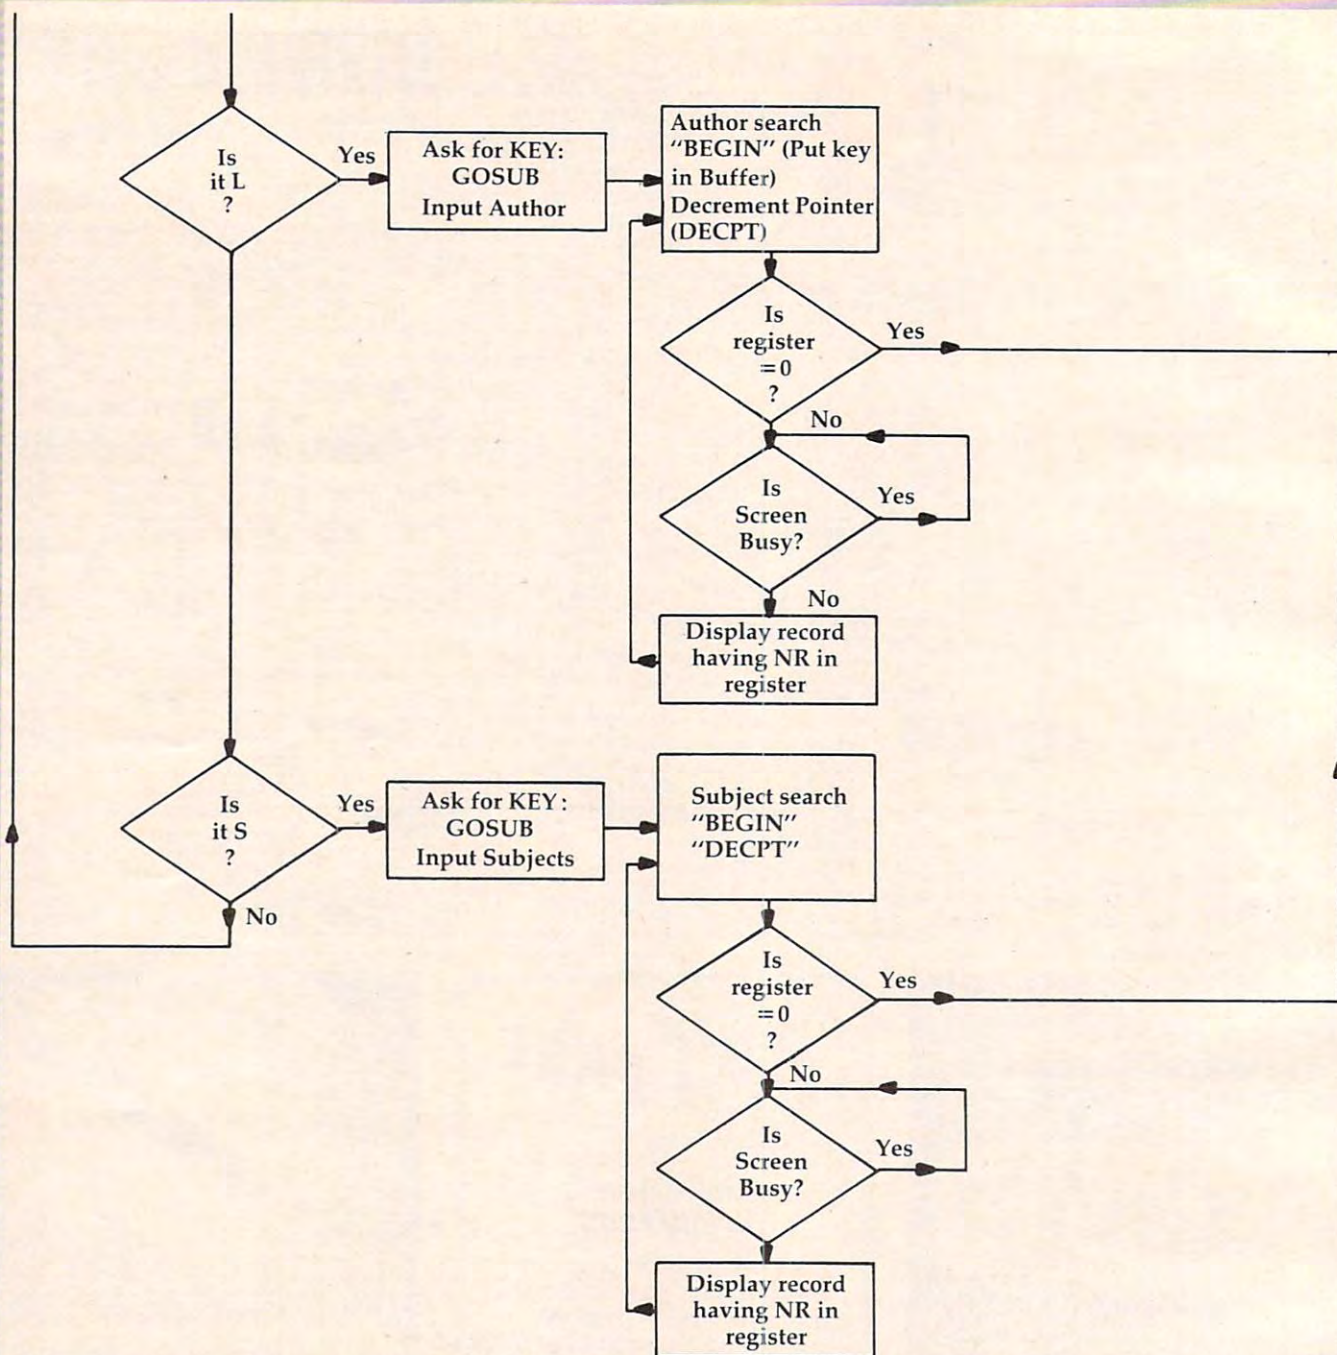 Is
it L
?
Yes
Ask for KEY:
GOSUB
Input Author
Author search
"BEGIN" (Put key
in Buffer)
Decrement Pointer
(DECPT)
Is
register
=0
?
Yes
No
Is
Screen
Busy?
Yes
No
Display record
having NR in
register
Is
it S
?
Yes
No
Ask for KEY:
GOSUB
Input Subjects
Subject search
"BEGIN"
"DECPT"
Is
register
=0
?
Yes
No
Is
Screen
Busy?
Yes
Display record
having NR in
register